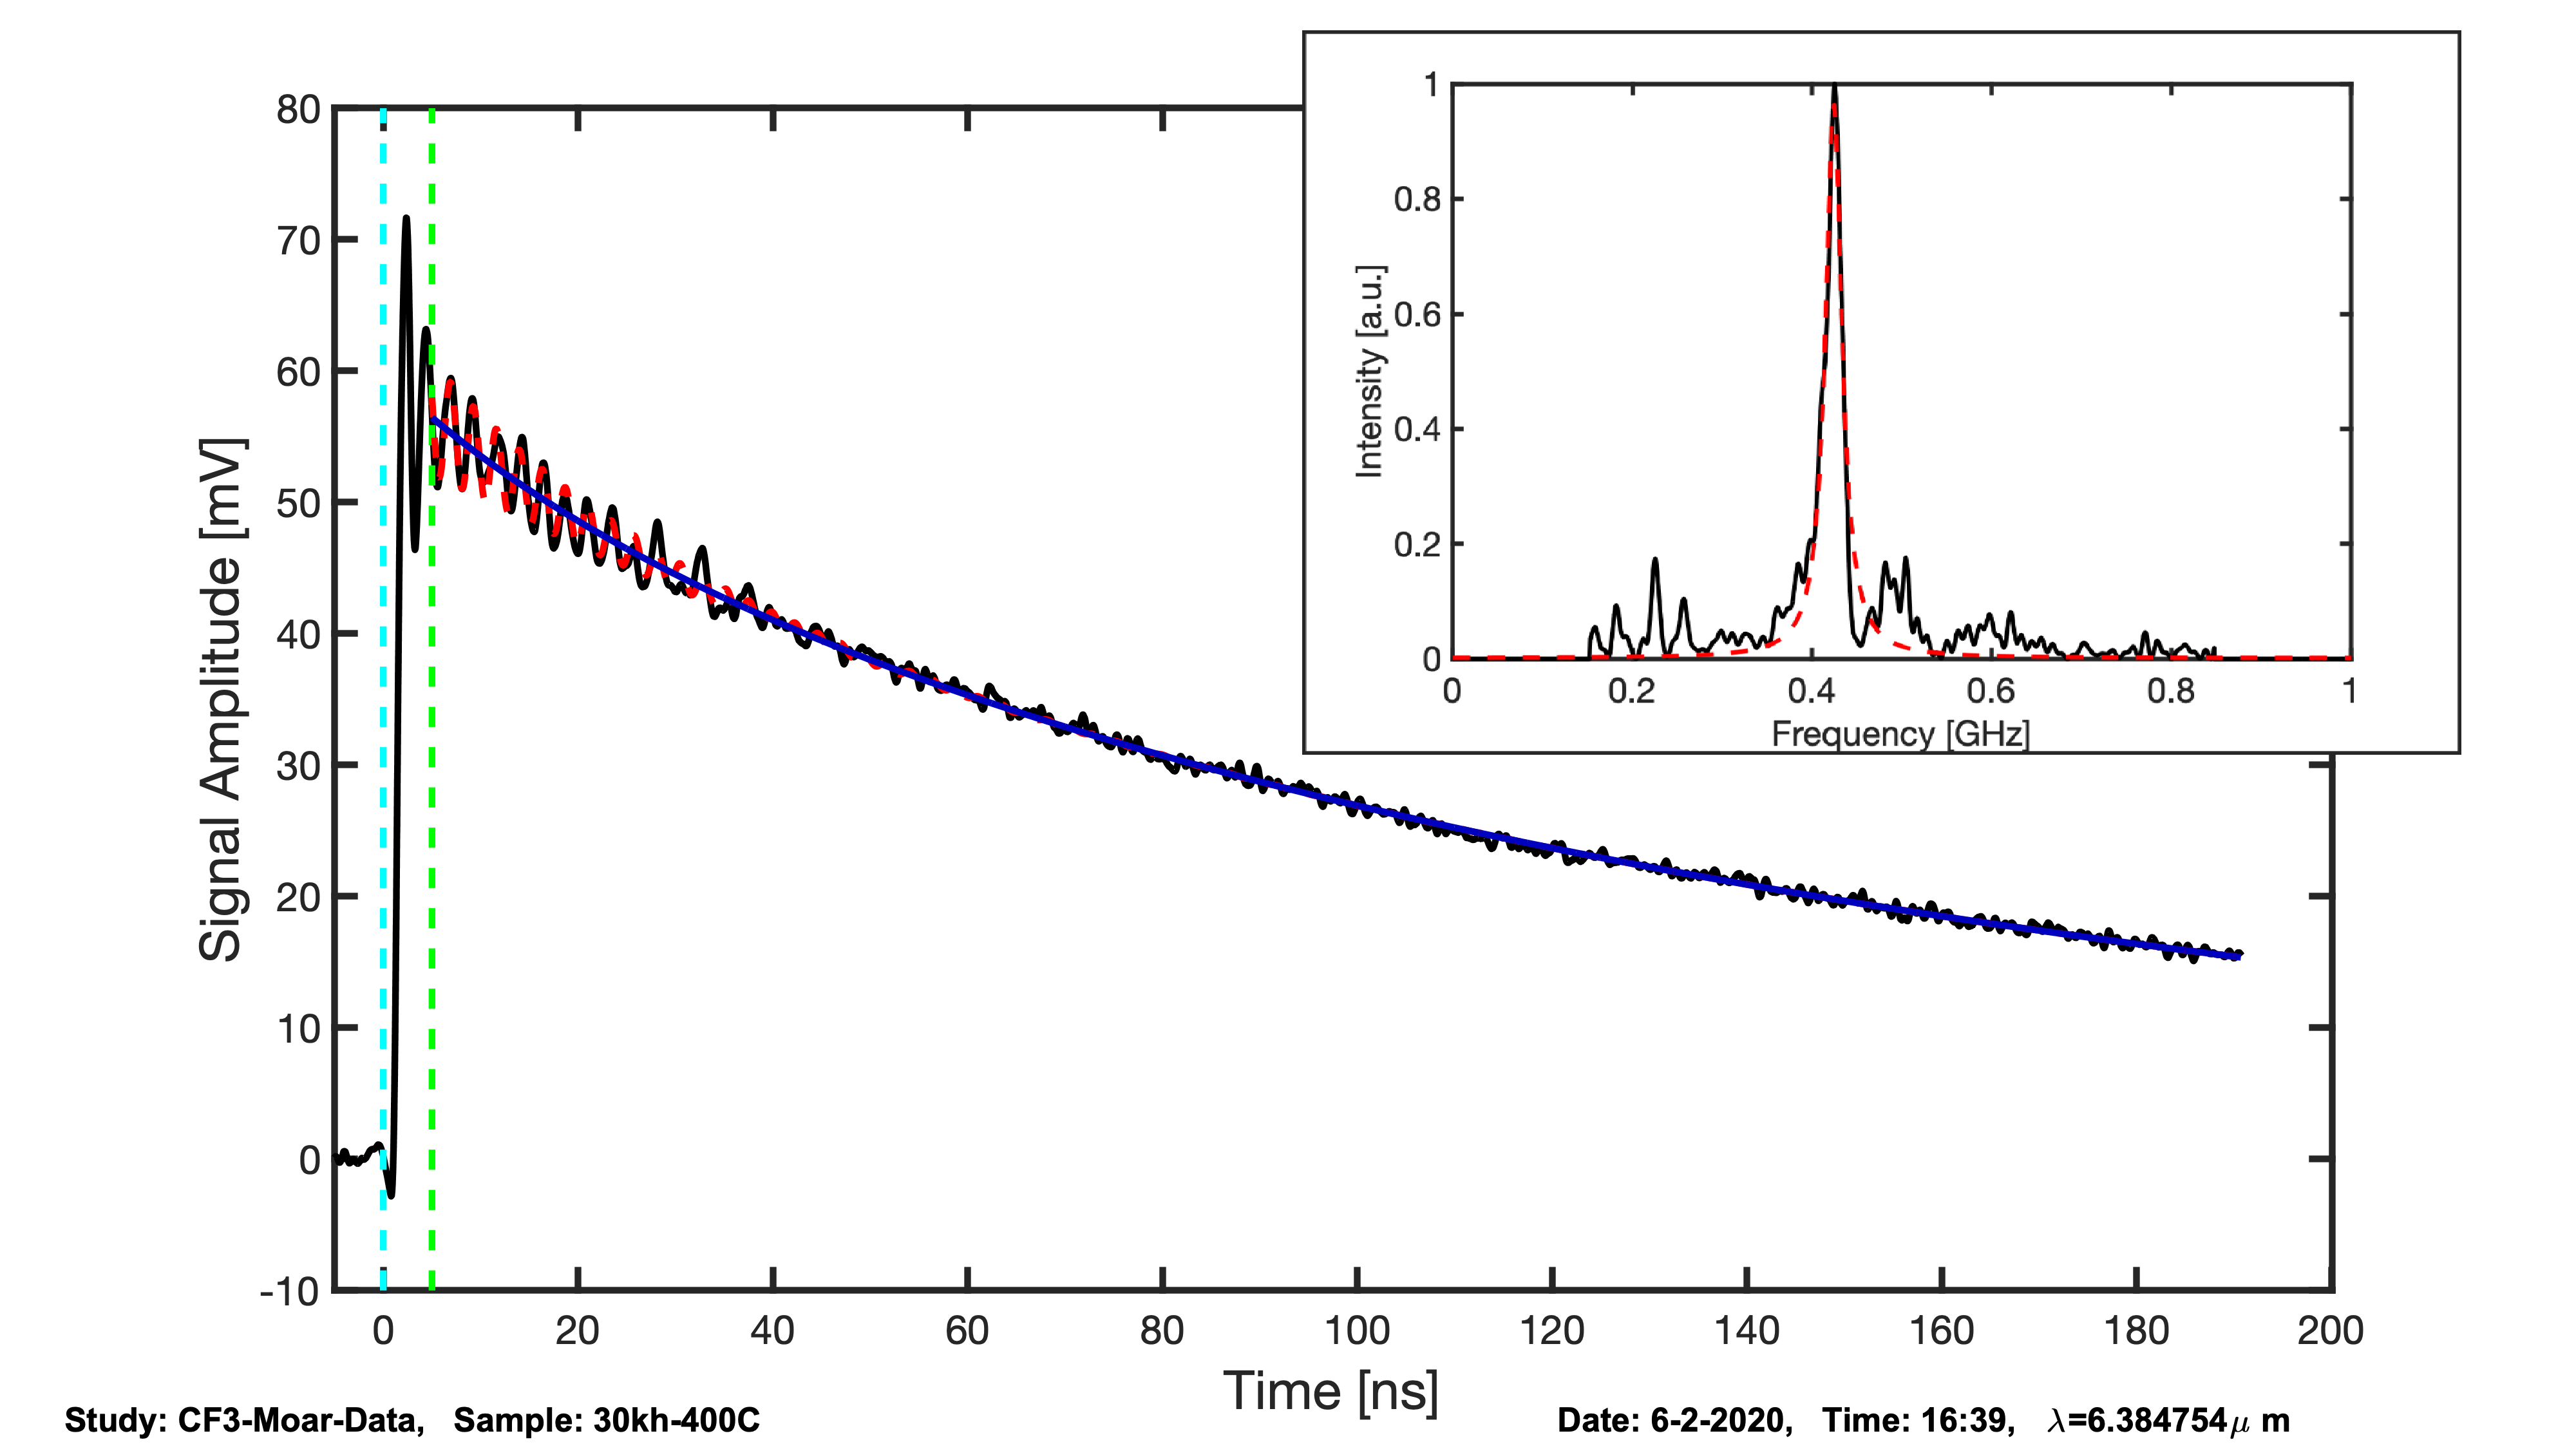 80
70
60
50
40
30
20
10
0
-10
Signal Amplitude [mV]
0 20 40 60 80 100 120 140 160 180 200
Time [ns]
1
0.8
0.6
0.4
0.2
0
Intensity [a.u.]
0 0.2 0.4 0.6 0.8 1
Frequency [GHz]
Study: CF3-Moar-Data, Sample: 30kh-400C
Date: 6-2-2020, Time: 16:39, λ=6.384754μ m